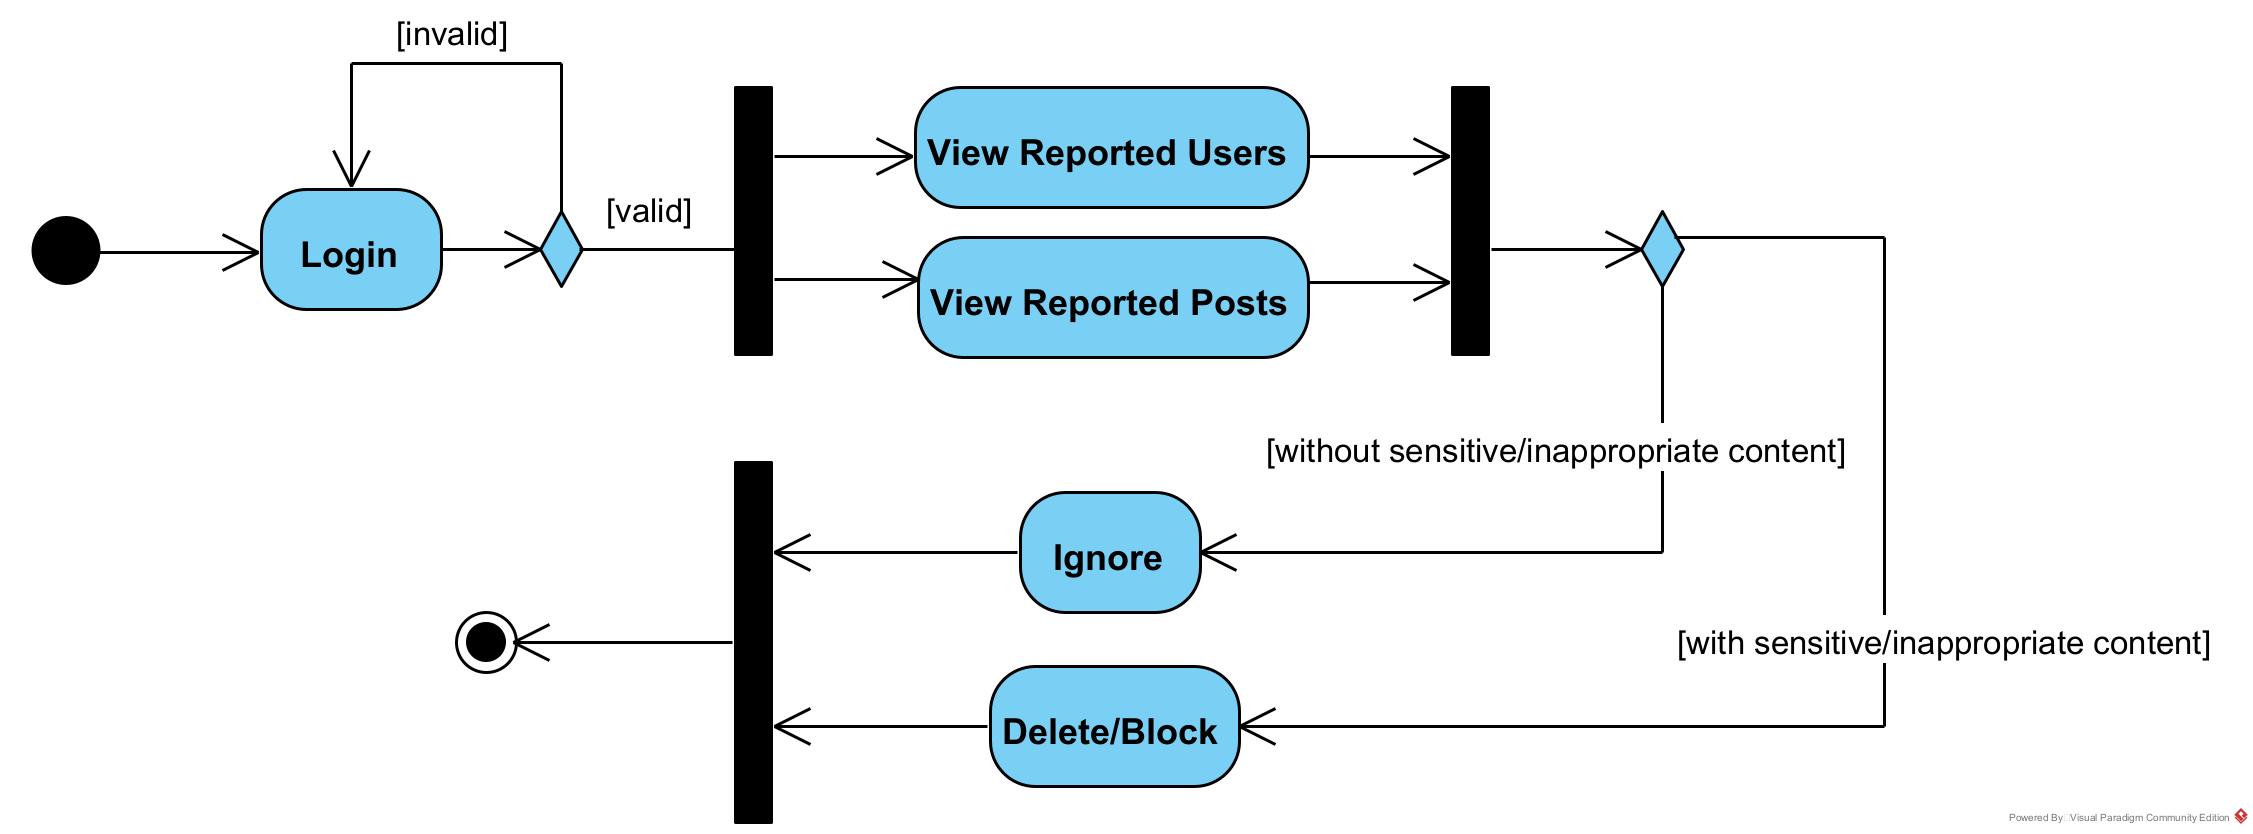 [invalid]
[valid]
View Reported Users
Login
View Reported Posts
[without sensitive/inappropriate content]
Ignore
[with sensitive/inappropriate content]
Delete/Block
Powered By Visual Paradigm Community Edition